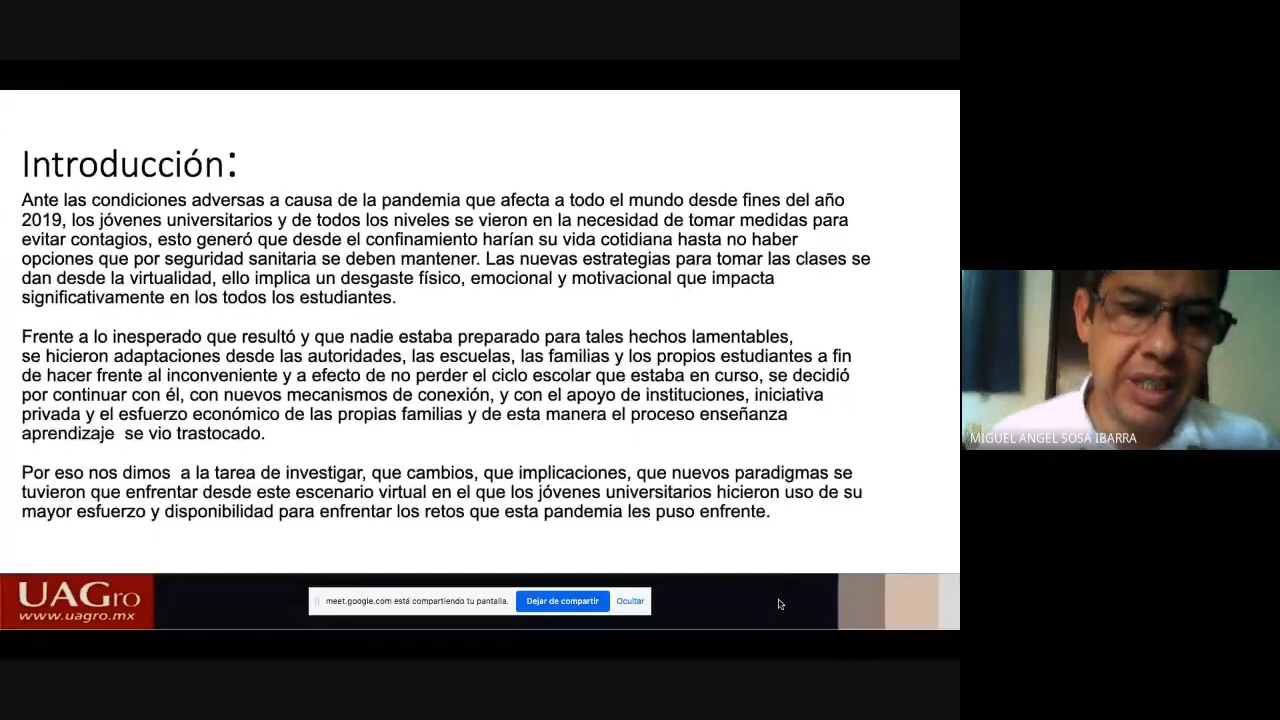 Introducción:
Ante las condiciones adversas a causa de la pandemia que afecta a todo el mundo desde fines del año
2019, los jóvenes universitarios y de todos los niveles se vieron en la necesidad de tomar medidas para
evitar contagios, esto generó que desde el confinamiento harían su vida cotidiana hasta no haber
opciones que por seguridad sanitaria se deben mantener. Las nuevas estrategias para tomar las clases se
dan desde la virtualidad, ello implica un desgaste físico, emocional y motivacional que impacta
significativamente en los todos los estudiantes.
Frente a lo inesperado que resultó y que nadie estaba preparado para tales hechos lamentables,
se hicieron adaptaciones desde las autoridades, las escuelas, las familias y los propios estudiantes a fin
de hacer frente al inconveniente y a efecto de no perder el ciclo escolar que estaba en curso, se decidió
por continuar con él, con nuevos mecanismos de conexión, y con el apoyo de instituciones, iniciativa
privada y el esfuerzo económico de las propias familias y de esta manera el proceso enseñanza
aprendizaje  se vio trastocado.
Por eso nos dimos  a la tarea de investigar, que cambios, que implicaciones, que nuevos paradigmas se
tuvieron que enfrentar desde este escenario virtual en el que los jóvenes universitarios hicieron uso de su
mayor esfuerzo y disponibilidad para enfrentar los retos que esta pandemia les puso enfrente.
MIGUEL ANGEL SOSA IBARRA
UAGro
www.uagro.mx
meet.google.com está compartiendo tu pantalla.
Dejar de compartir
Ocultar